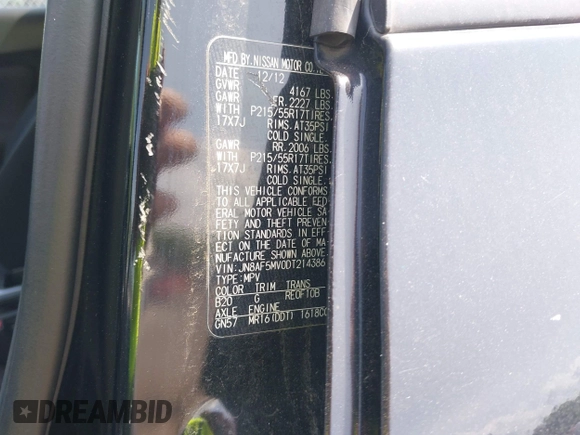 MFD BY NISSAN MOTOR CO.,
DATE 12/12
GVWR 4167 LBS.
GAWR FR. 2227 LBS.
WITH P215/55R17TIRES.
17X7J RIMS. AT35PSI
COLD SINGLE.
GAWR RR. 2006 LBS.
WITH P215/55R17TIRES.
17X7J RIMS. AT35PSI
COLD SINGLE.
THIS VEHICLE CONFORMS
TO ALL APPLICABLE FED
ERAL MOTOR VEHICLE SA
FETY AND THEFT PREVEN
TION STANDARDS IN EFF
ECT ON THE DATE OF MA
NUFACTURE SHOWN ABOVE
VIN:JN8AF5MV0DT214386
TYPE:MPV
COLOR TRIM TRANS
B20 G RE0F10B
AXLE ENGINE
GN57 MR16(DDT) 1618CC
DREAMBID